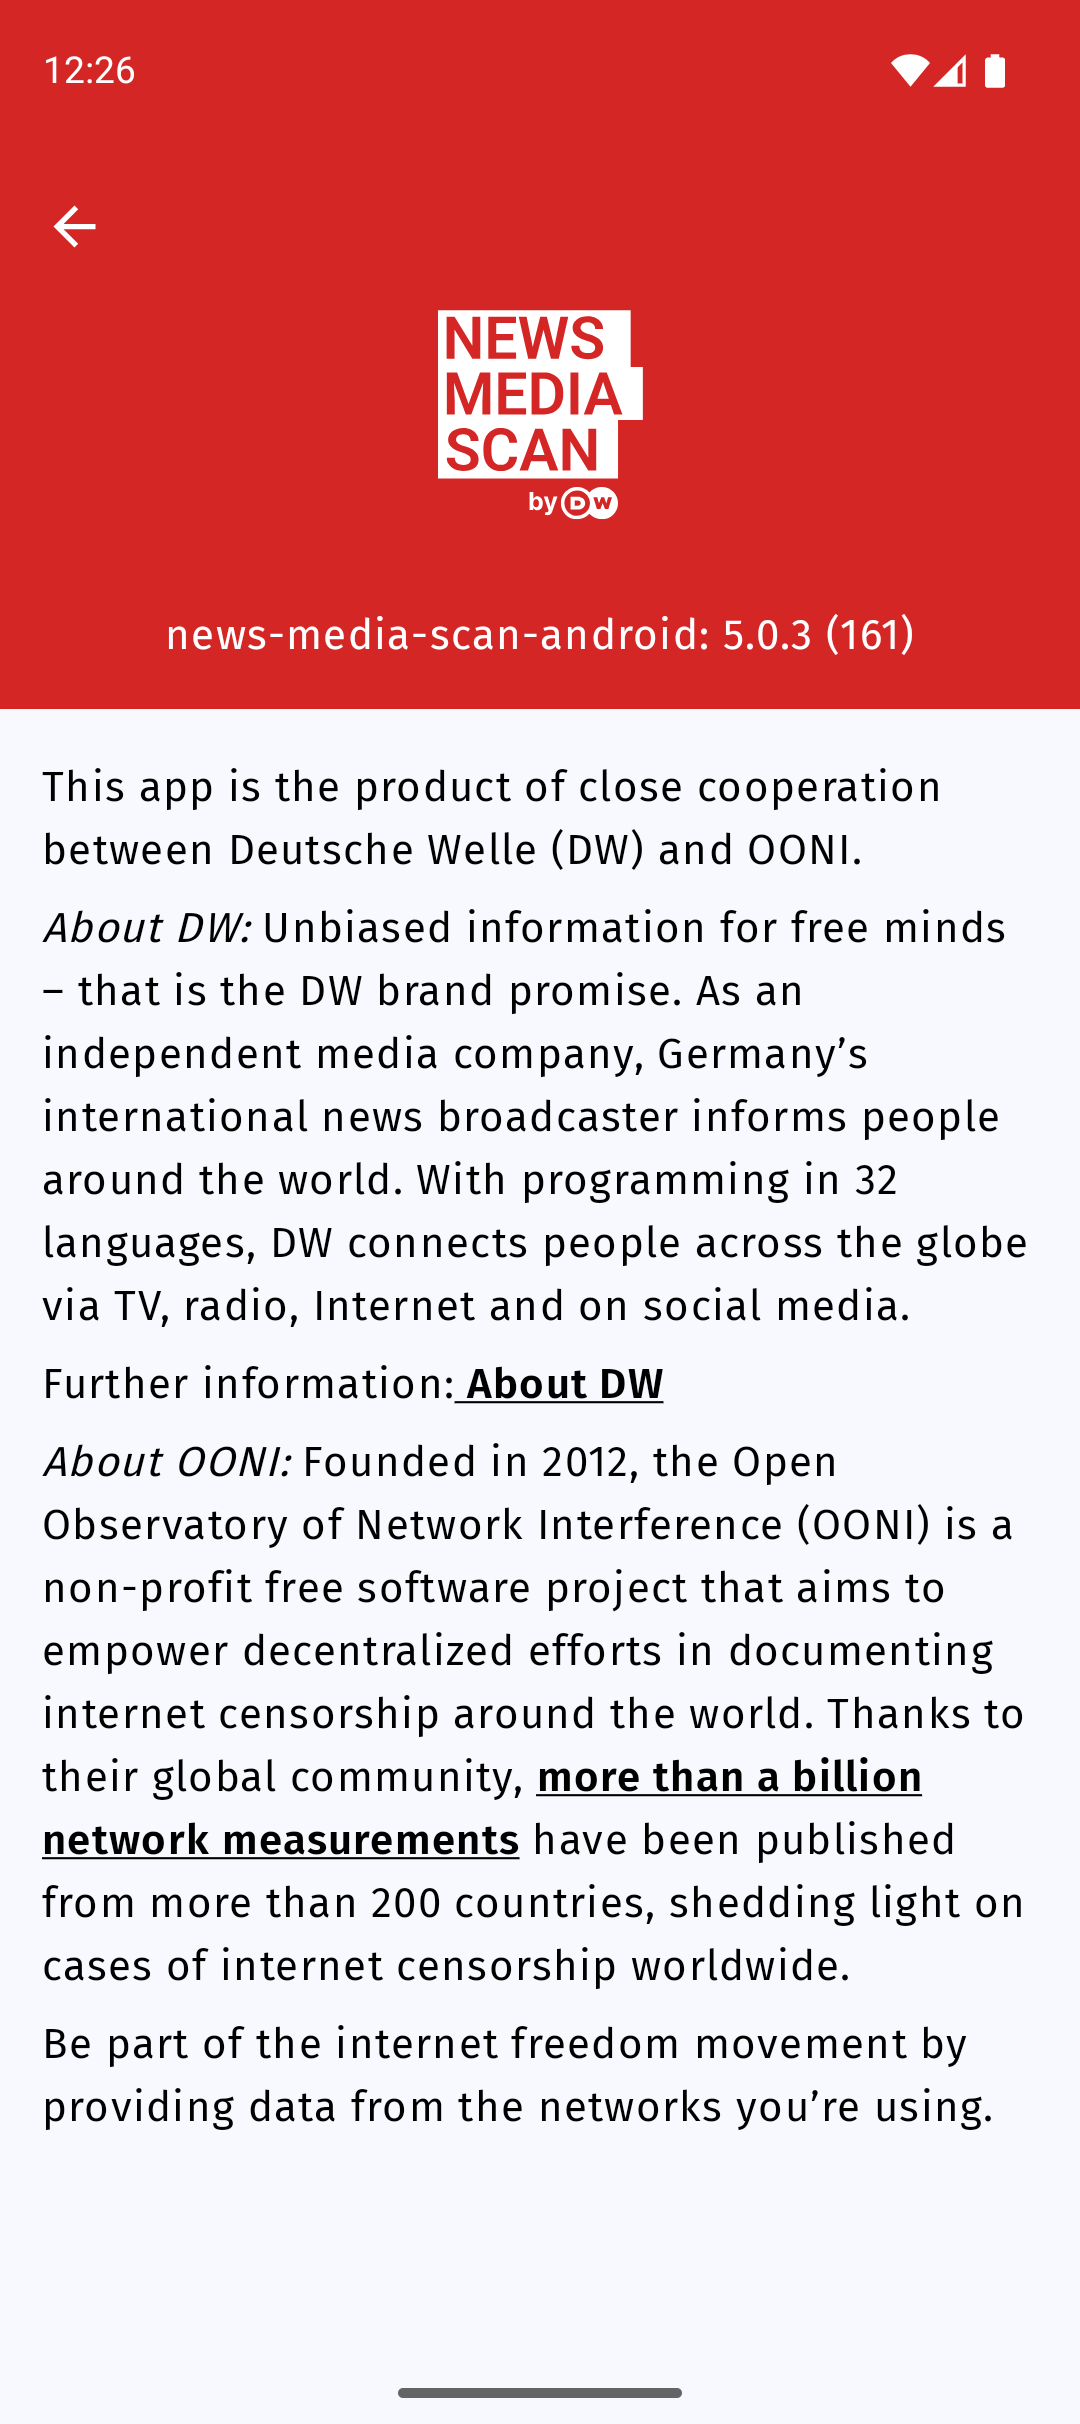 12:26
NEWS
MEDIA
SCAN
by DW
news-media-scan-android: 5.0.3 (161)
This app is the product of close cooperation
between Deutsche Welle (DW) and OONI.
About DW: Unbiased information for free minds
– that is the DW brand promise. As an
independent media company, Germany’s
international news broadcaster informs people
around the world. With programming in 32
languages, DW connects people across the globe
via TV, radio, Internet and on social media.
Further information: About DW
About OONI: Founded in 2012, the Open
Observatory of Network Interference (OONI) is a
non-profit free software project that aims to
empower decentralized efforts in documenting
internet censorship around the world. Thanks to
their global community, more than a billion
network measurements have been published
from more than 200 countries, shedding light on
cases of internet censorship worldwide.
Be part of the internet freedom movement by
providing data from the networks you’re using.